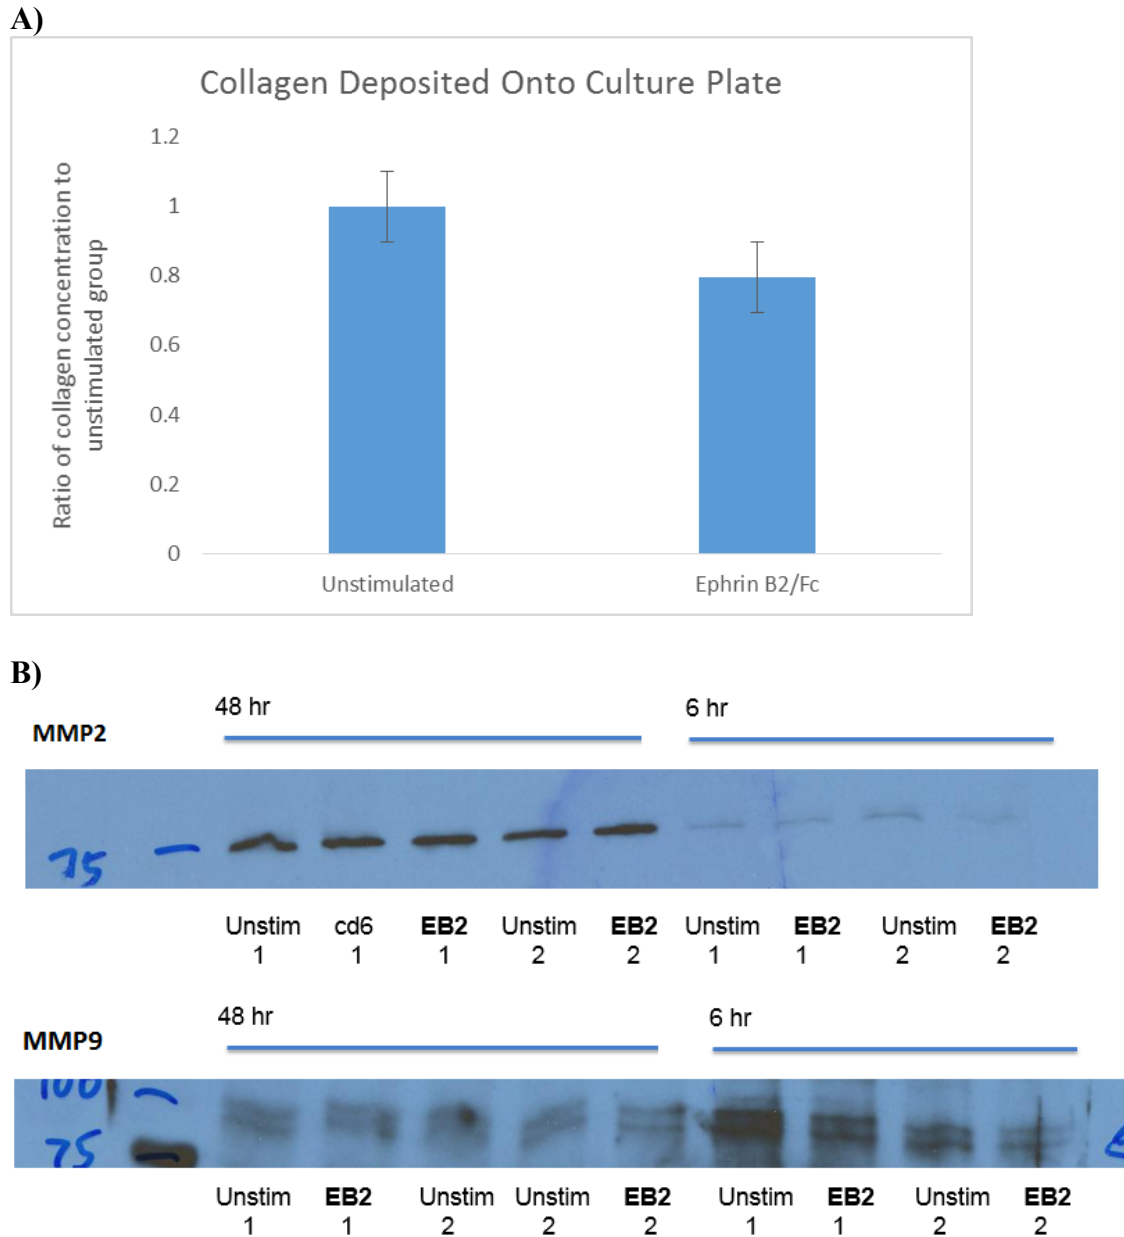 A)
Collagen Deposited Onto Culture Plate
Ratio of collagen concentration to
unstimulated group
1.2
1
0.8
0.6
0.4
0.2
0
Unstimulated Ephrin B2/Fc
B)
48 hr 6 hr
MMP2
75
Unstim cd6 EB2 Unstim EB2 Unstim EB2 Unstim EB2
1 1 1 2 2 1 1 2 2
48 hr 6 hr
MMP9
100
75
Unstim EB2 Unstim Unstim EB2 Unstim EB2 Unstim EB2
1 1 2 2 2 1 1 2 2